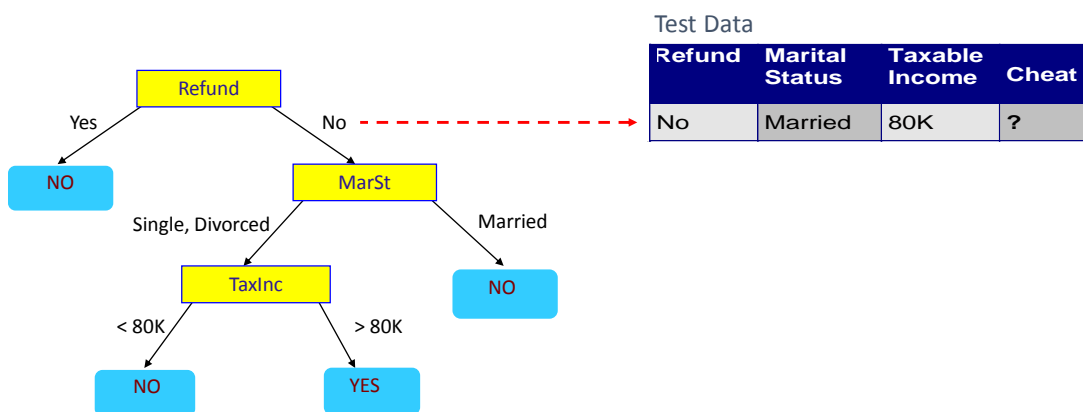 Test Data
Refund Marital Status Taxable Income Cheat
No Married 80K ?
Refund
Yes No
NO MarSt
Single, Divorced Married
TaxInc NO
< 80K > 80K
NO YES